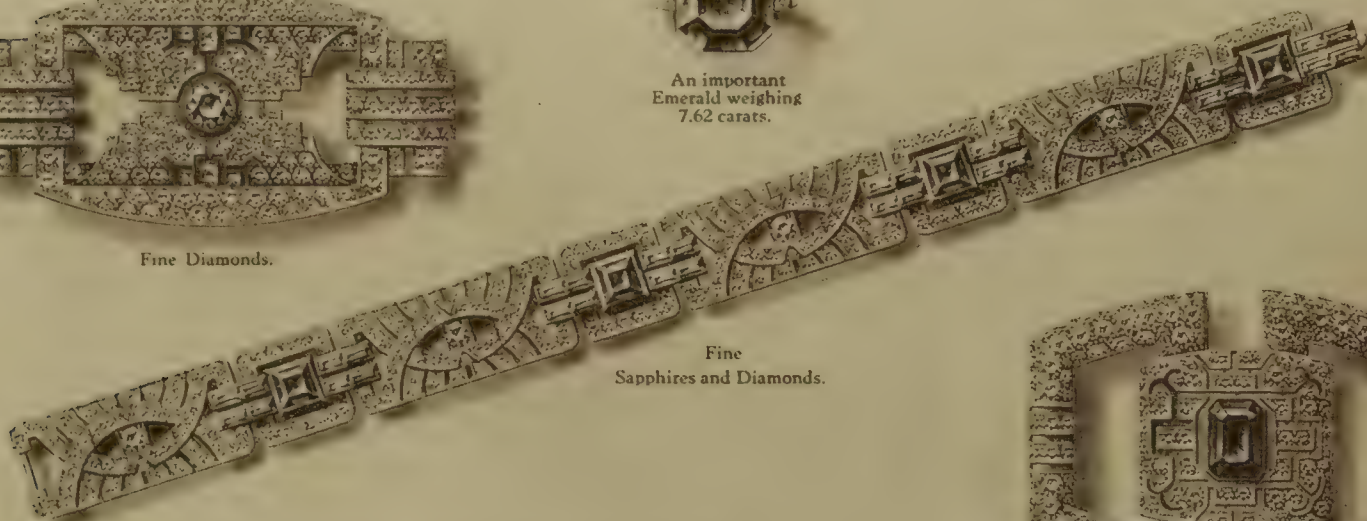 An important
Emerald weighing
7.62 carats.
Fine Diamonds.
Fine
Sapphires and Diamonds.